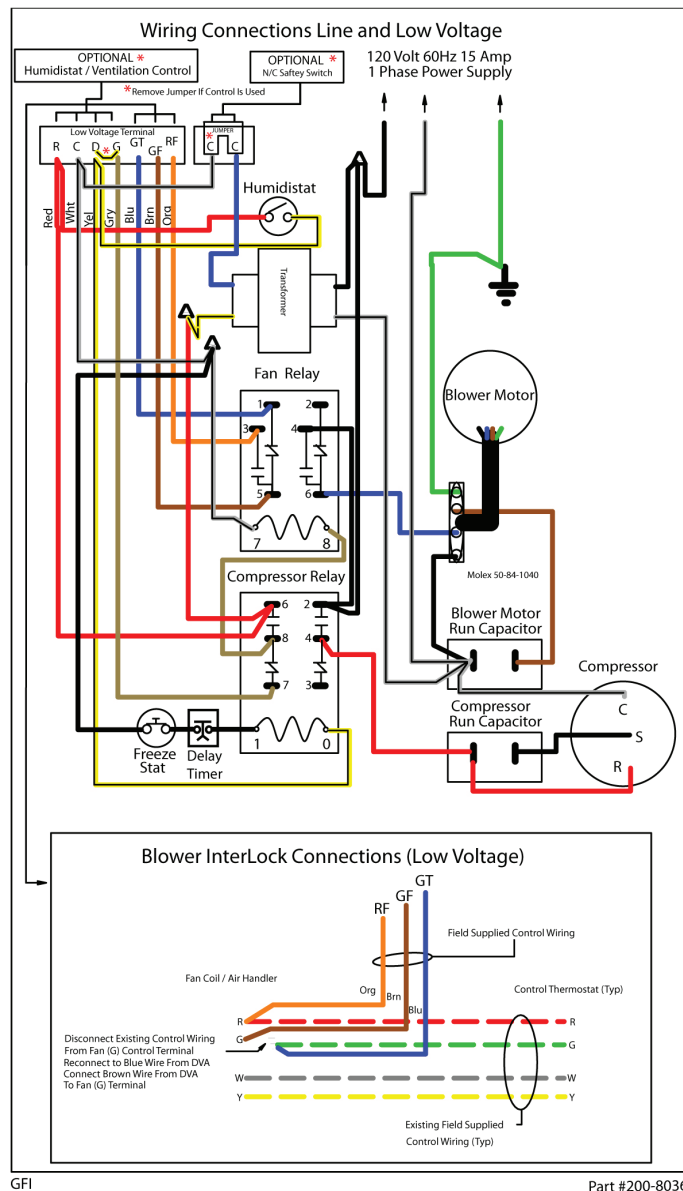 Wiring Connections Line and Low Voltage
OPTIONAL *
Humidistat / Ventilation Control
OPTIONAL *
N/C Saftey Switch
120 Volt 60Hz 15 Amp
1 Phase Power Supply
*Remove Jumper If Control Is Used
Low Voltage Terminal
R C D * G GT GF RF
JUMPER
* C C
Red Wht Yel Gry Blu Brn Org
Humidistat
Transformer
Fan Relay
1 2
3 4
5 6
7 8
Blower Motor
Molex 50-84-1040
Compressor Relay
6 2
8 4
7 3
1 0
Freeze
Stat
Delay
Timer
Blower Motor
Run Capacitor
Compressor
Run Capacitor
Compressor
C
S
R
Blower InterLock Connections (Low Voltage)
RF GF GT
Field Supplied Control Wiring
Fan Coil / Air Handler
Org Brn Blu
Control Thermostat (Typ)
R R
G G
Disconnect Existing Control Wiring
From Fan (G) Control Terminal
Reconnect to Blue Wire From DVA
Connect Brown Wire From DVA
To Fan (G) Terminal
W W
Y Y
Existing Field Supplied
Control Wiring (Typ)
GFI
Part #200-8036